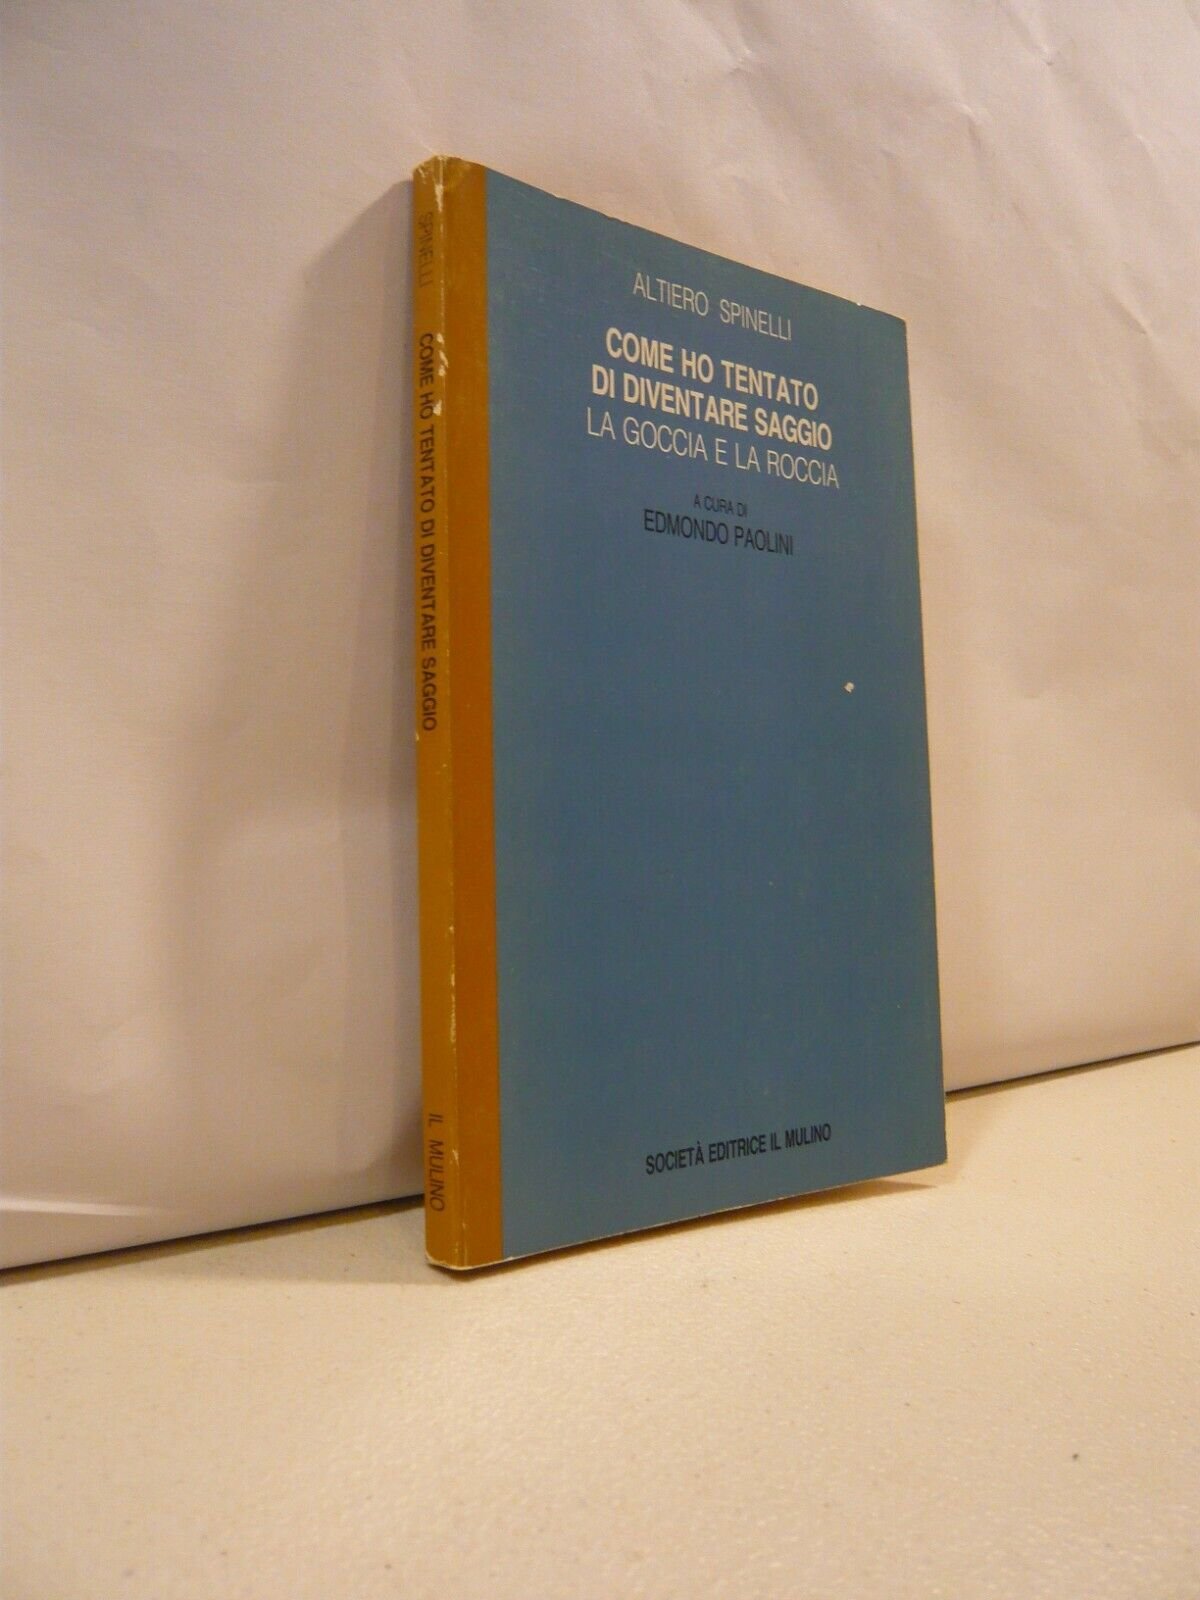 SPINELLI
COME HO TENTATO DI DIVENTARE SAGGIO
IL MULINO
ALTIERO SPINELLI
COME HO TENTATO
DI DIVENTARE SAGGIO
LA GOCCIA E LA ROCCIA
A CURA DI
EDMONDO PAOLINI
SOCIETÀ EDITRICE IL MULINO